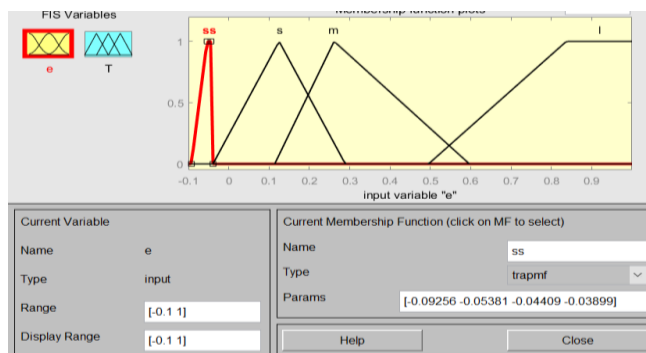 FIS Variables
Membership function plots
ss
s
m
l
1
e
T
0.5
0
-0.1
0
0.1
0.2
0.3
0.4
0.5
0.6
0.7
0.8
0.9
input variable "e"
Current Variable
Name
e
Type
input
Range
[-0.1 1]
Display Range
[-0.1 1]
Current Membership Function (click on MF to select)
Name
ss
Type
trapmf
Params
[-0.09256 -0.05381 -0.04409 -0.03899]
Help
Close